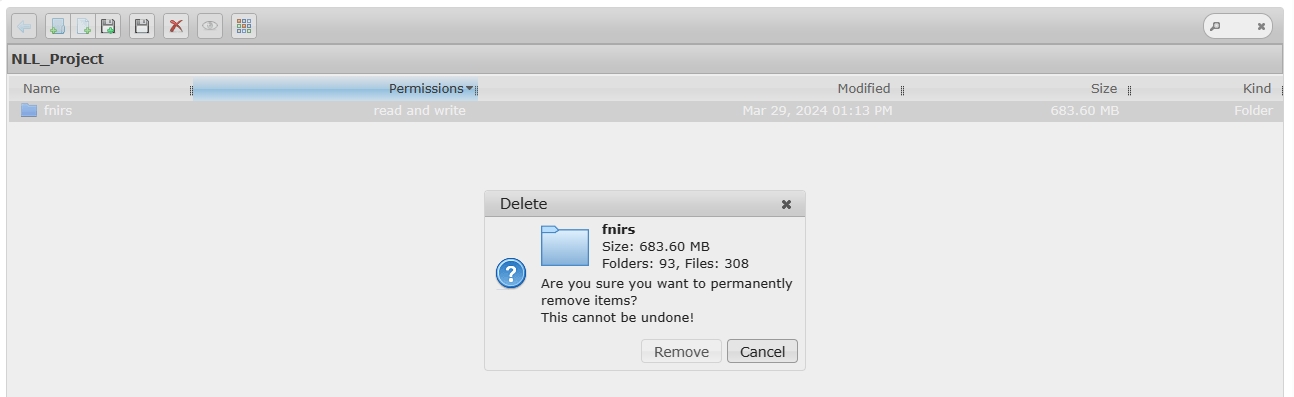 NLL_Project
Name Permissions Modified Size Kind
fnirs read and write Mar 29, 2024 01:13 PM 683.60 MB Folder
Delete
fnirs
Size: 683.60 MB
Folders: 93, Files: 308
Are you sure you want to permanently
remove items?
This cannot be undone!
Remove Cancel